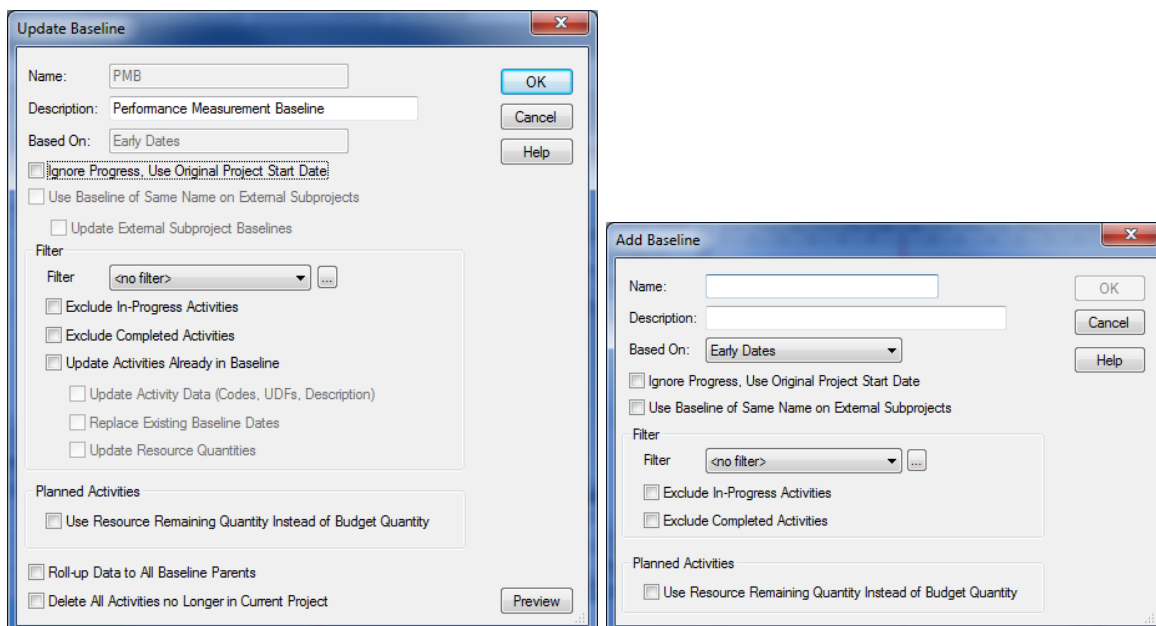 Update Baseline
Name: PMB
OK
Description: Performance Measurement Baseline
Cancel
Based On: Early Dates
Help
Ignore Progress, Use Original Project Start Date
Use Baseline of Same Name on External Subprojects
Update External Subproject Baselines
Filter
Filter <no filter> ...
Exclude In-Progress Activities
Exclude Completed Activities
Update Activities Already in Baseline
Update Activity Data (Codes, UDFs, Description)
Replace Existing Baseline Dates
Update Resource Quantities
Planned Activities
Use Resource Remaining Quantity Instead of Budget Quantity
Roll-up Data to All Baseline Parents
Delete All Activities no Longer in Current Project
Preview
Add Baseline
Name:
OK
Description:
Cancel
Based On: Early Dates
Help
Ignore Progress, Use Original Project Start Date
Use Baseline of Same Name on External Subprojects
Filter
Filter <no filter> ...
Exclude In-Progress Activities
Exclude Completed Activities
Planned Activities
Use Resource Remaining Quantity Instead of Budget Quantity